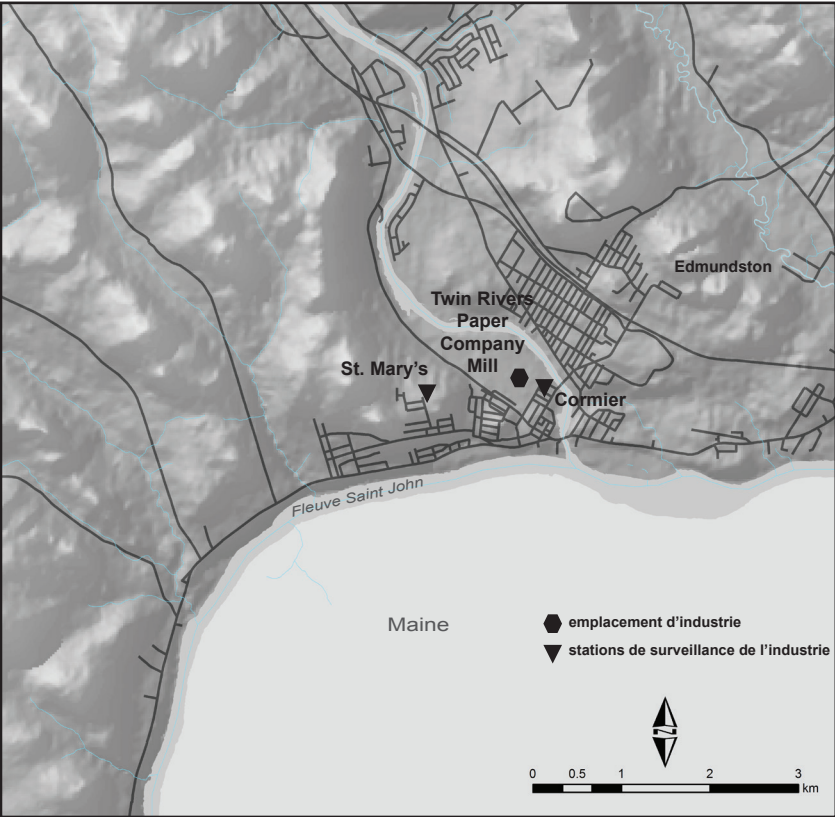 Edmundston
Twin Rivers
Paper
Company
Mill
St. Mary's
Cormier
Fleuve Saint John
Maine
emplacement d'industrie
stations de surveillance de l'industrie
N
0 0.5 1 2 3
km